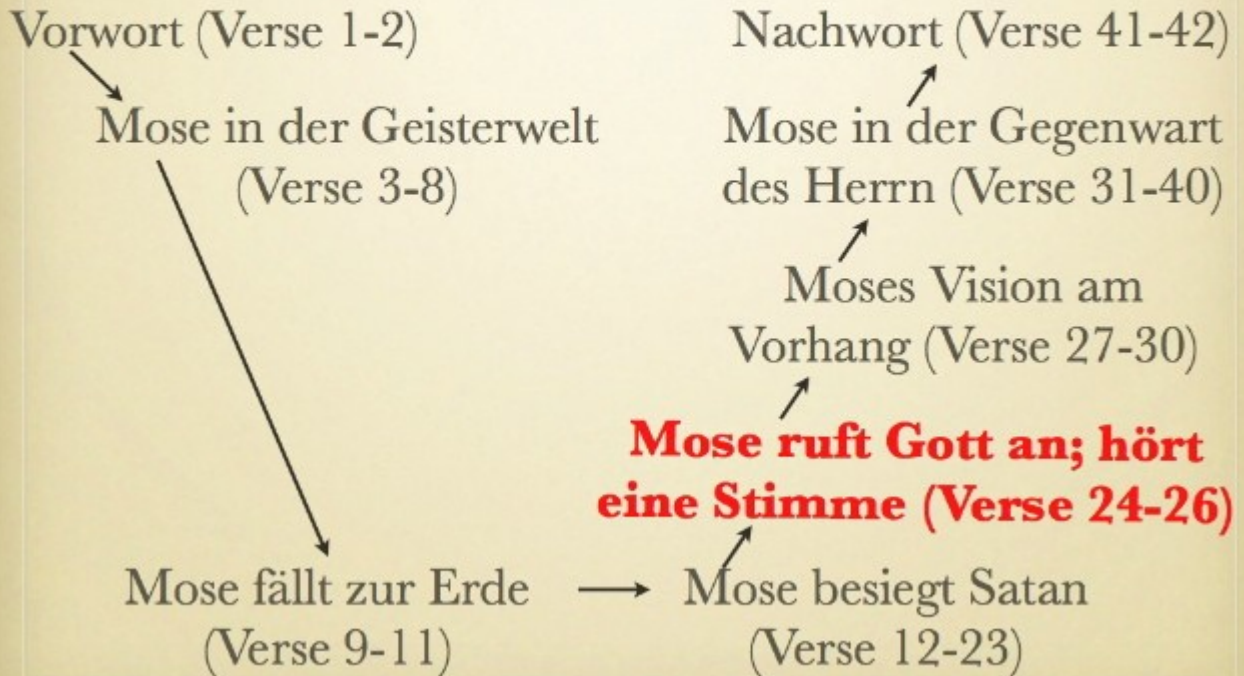 Vorwort (Verse 1-2)
Mose in der Geisterwelt
(Verse 3-8)
Mose fällt zur Erde
(Verse 9-11)
Mose besiegt Satan
(Verse 12-23)
Mose ruft Gott an; hört
eine Stimme (Verse 24-26)
Moses Vision am
Vorhang (Verse 27-30)
Mose in der Gegenwart
des Herrn (Verse 31-40)
Nachwort (Verse 41-42)